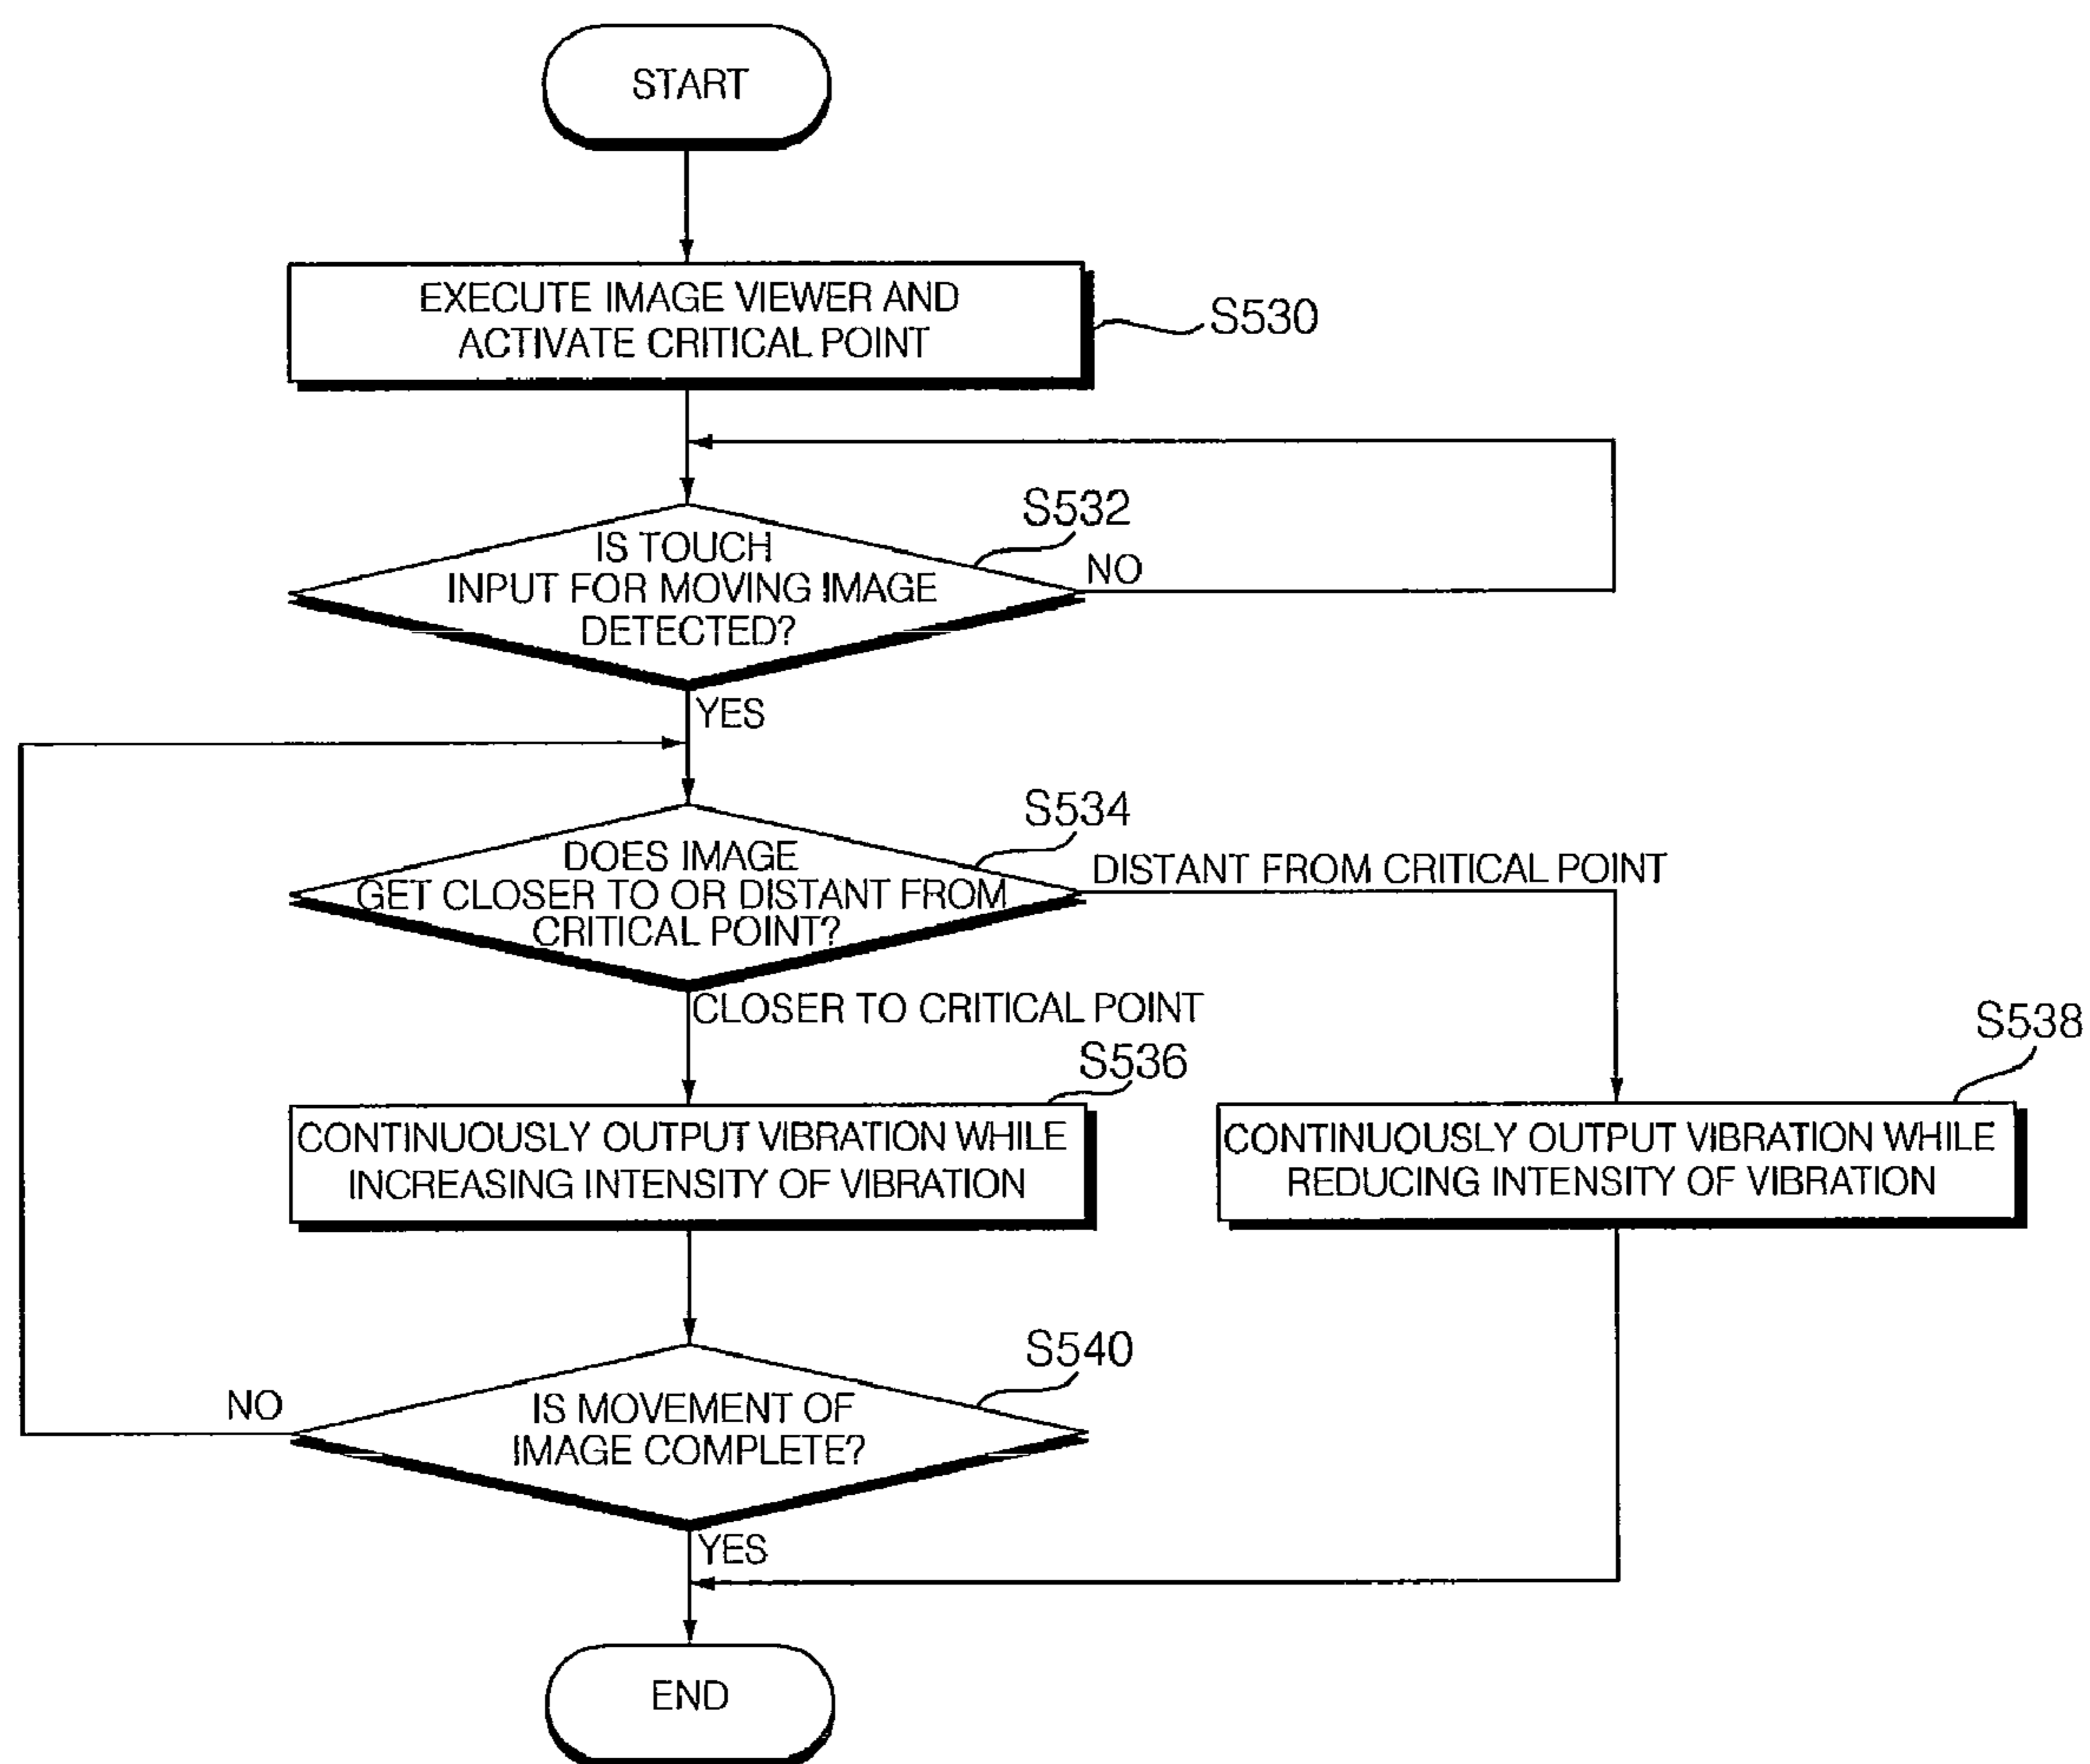 START
EXECUTE IMAGE VIEWER AND
ACTIVATE CRITICAL POINT
S530
S532
IS TOUCH
INPUT FOR MOVING IMAGE
DETECTED?
NO
YES
S534
DOES IMAGE
GET CLOSER TO OR DISTANT FROM
CRITICAL POINT?
DISTANT FROM CRITICAL POINT
CLOSER TO CRITICAL POINT
S536
CONTINUOUSLY OUTPUT VIBRATION WHILE
INCREASING INTENSITY OF VIBRATION
S538
CONTINUOUSLY OUTPUT VIBRATION WHILE
REDUCING INTENSITY OF VIBRATION
S540
IS MOVEMENT OF
IMAGE COMPLETE?
NO
YES
END